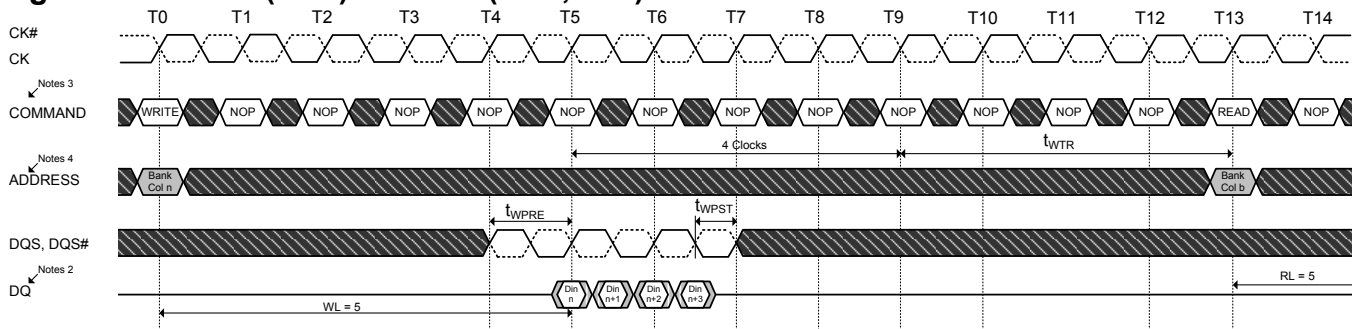 T0 T1 T2 T3 T4 T5 T6 T7 T8 T9 T10 T11 T12 T13 T14
CK#
CK
Notes 3
COMMAND WRITE NOP NOP NOP NOP NOP NOP NOP NOP NOP NOP NOP NOP READ NOP
4 Clocks tWTR
Notes 4
ADDRESS Bank Col n Bank Col b
tWPRE tWPST
DQS, DQS#
Notes 2
DQ Din n Din n+1 Din n+2 Din n+3 RL = 5
WL = 5